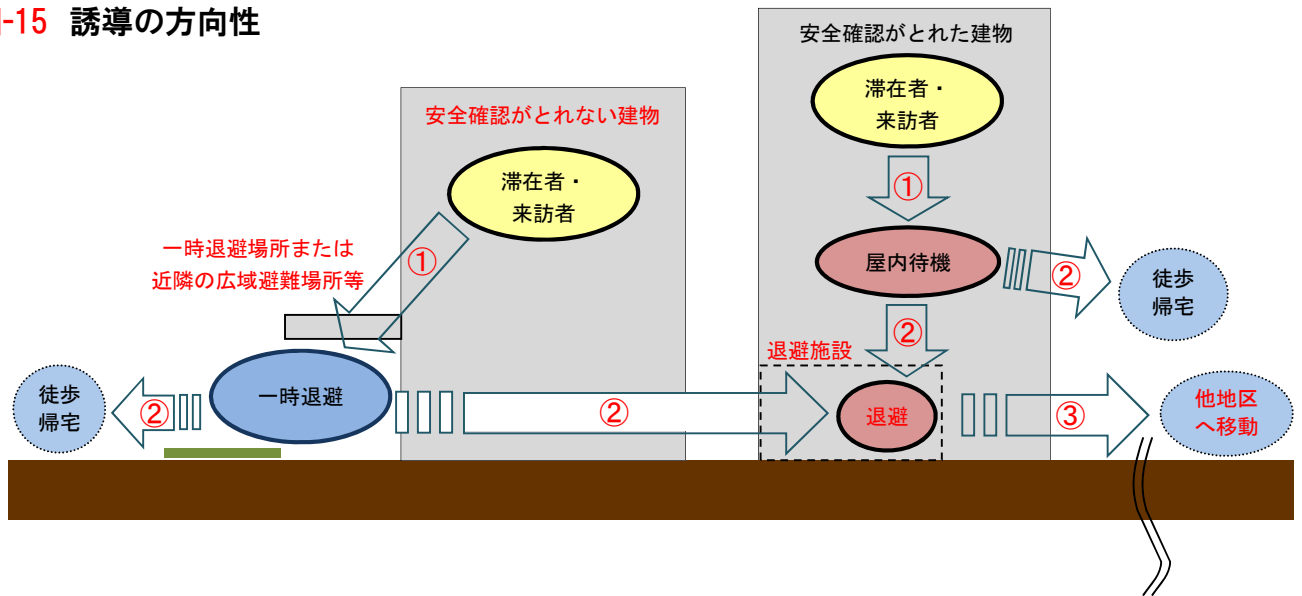 -15 誘導の方向性
安全確認がとれた建物
滞在者・
来訪者
①
屋内待機
②
徒歩
帰宅
②
退避施設
退避
③
他地区
へ移動
安全確認がとれない建物
滞在者・
来訪者
①
一時退避場所または
近隣の広域避難場所等
一時退避
②
徒歩
帰宅
②